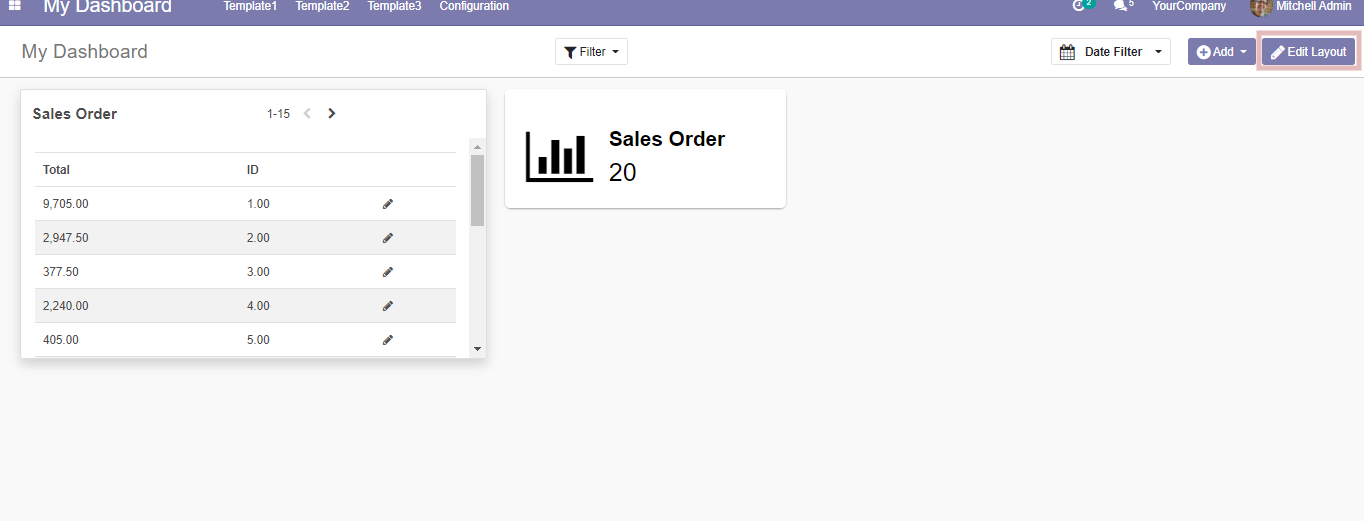 My Dashboard Template1 Template2 Template3 Configuration 2 5 YourCompany Mitchell Admin
My Dashboard Filter Date Filter Add Edit Layout
Sales Order 1-15
Total ID
9,705.00 1.00
2,947.50 2.00
377.50 3.00
2,240.00 4.00
405.00 5.00
Sales Order
20